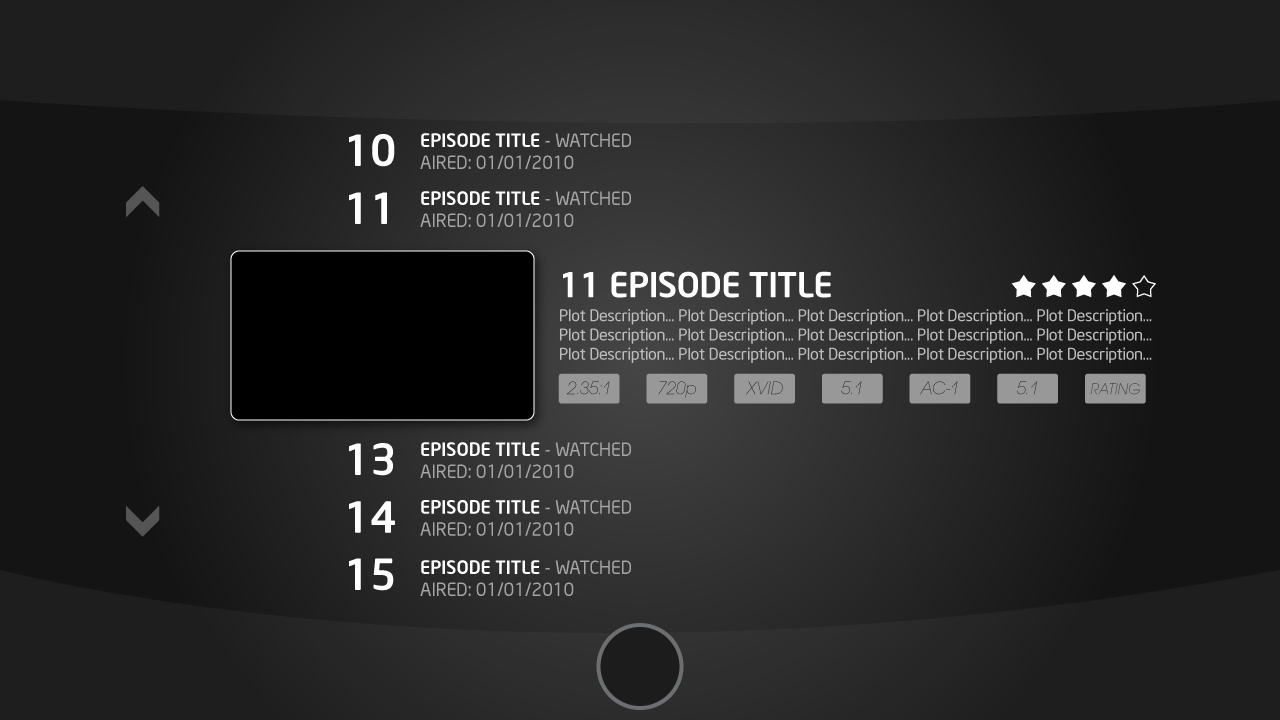 10 EPISODE TITLE - WATCHED
AIRED: 01/01/2010
11 EPISODE TITLE - WATCHED
AIRED: 01/01/2010
11 EPISODE TITLE
Plot Description... Plot Description... Plot Description... Plot Description... Plot Description...
Plot Description... Plot Description... Plot Description... Plot Description... Plot Description...
Plot Description... Plot Description... Plot Description... Plot Description... Plot Description...
2.35:1 720p XVID 5.1 AC-1 5.1 RATING
13 EPISODE TITLE - WATCHED
AIRED: 01/01/2010
14 EPISODE TITLE - WATCHED
AIRED: 01/01/2010
15 EPISODE TITLE - WATCHED
AIRED: 01/01/2010